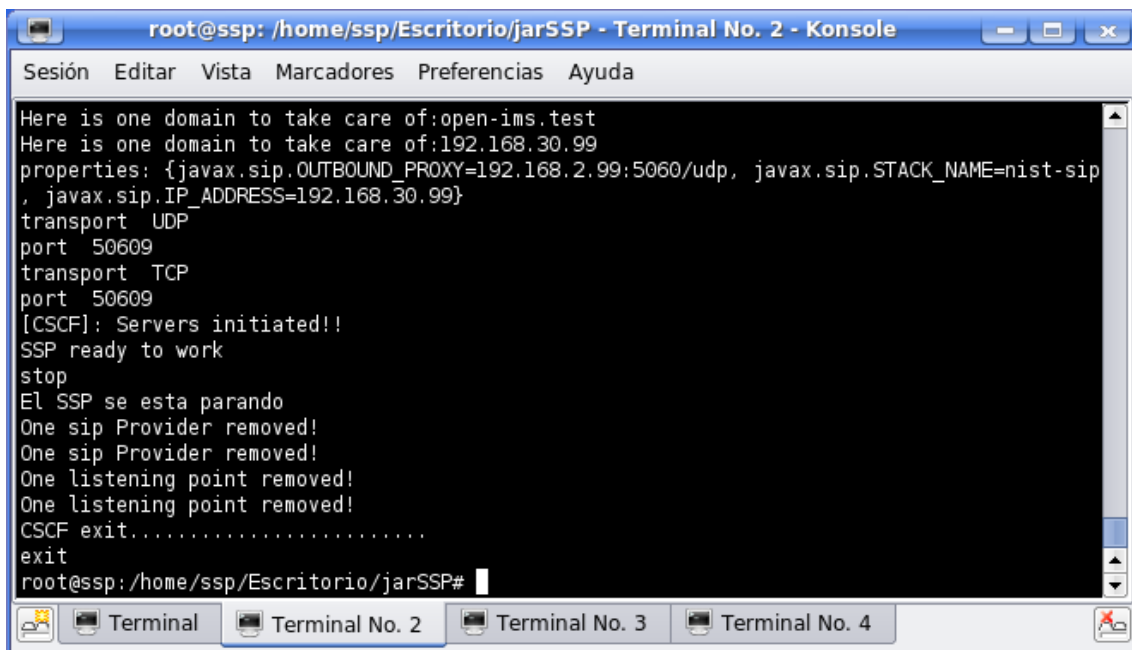 root@ssp: /home/ssp/Escritorio/jarSSP - Terminal No. 2 - Konsole
Sesión Editar Vista Marcadores Preferencias Ayuda
Here is one domain to take care of:open-ims.test
Here is one domain to take care of:192.168.30.99
properties: {javax.sip.OUTBOUND_PROXY=192.168.2.99:5060/udp, javax.sip.STACK_NAME=nist-sip
, javax.sip.IP_ADDRESS=192.168.30.99}
transport  UDP
port  50609
transport  TCP
port  50609
[CSCF]: Servers initiated!!
SSP ready to work
stop
El SSP se esta parando
One sip Provider removed!
One sip Provider removed!
One listening point removed!
One listening point removed!
CSCF exit.........................
exit
root@ssp:/home/ssp/Escritorio/jarSSP#
Terminal Terminal No. 2 Terminal No. 3 Terminal No. 4